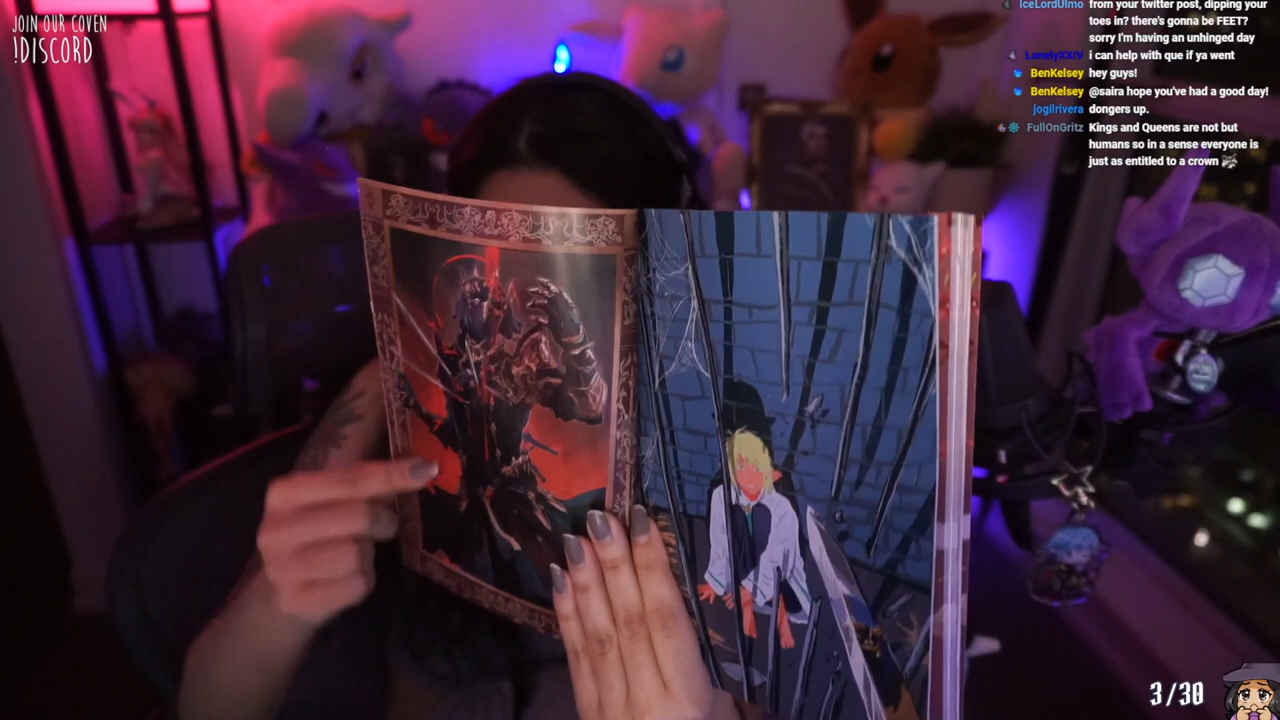 JOIN OUR COVEN
!DISCORD
IceLordUlmo from your twitter post, dipping your
toes in? there's gonna be FEET?
sorry I'm having an unhinged day
LonelyXXIV i can help with que if ya went
BenKelsey hey guys!
BenKelsey @saira hope you've had a good day!
jogilrivera dongers up.
FullOnGritz Kings and Queens are not but
humans so in a sense everyone is
just as entitled to a crown
3/30